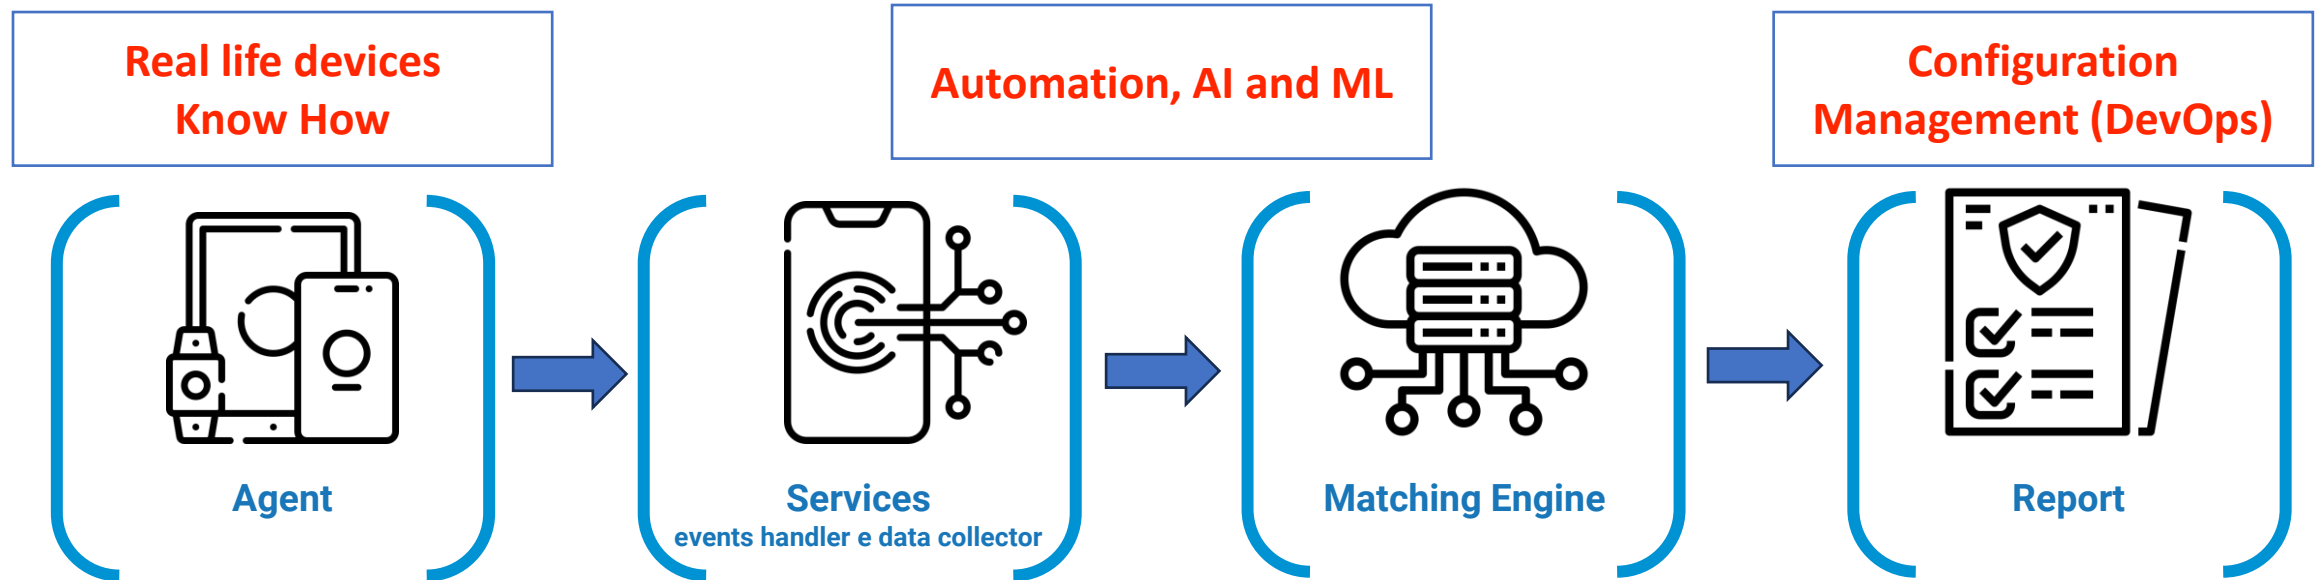 Real life devices
Know How
Automation, AI and ML
Configuration
Management (DevOps)
Agent
Services
events handler e data collector
Matching Engine
Report